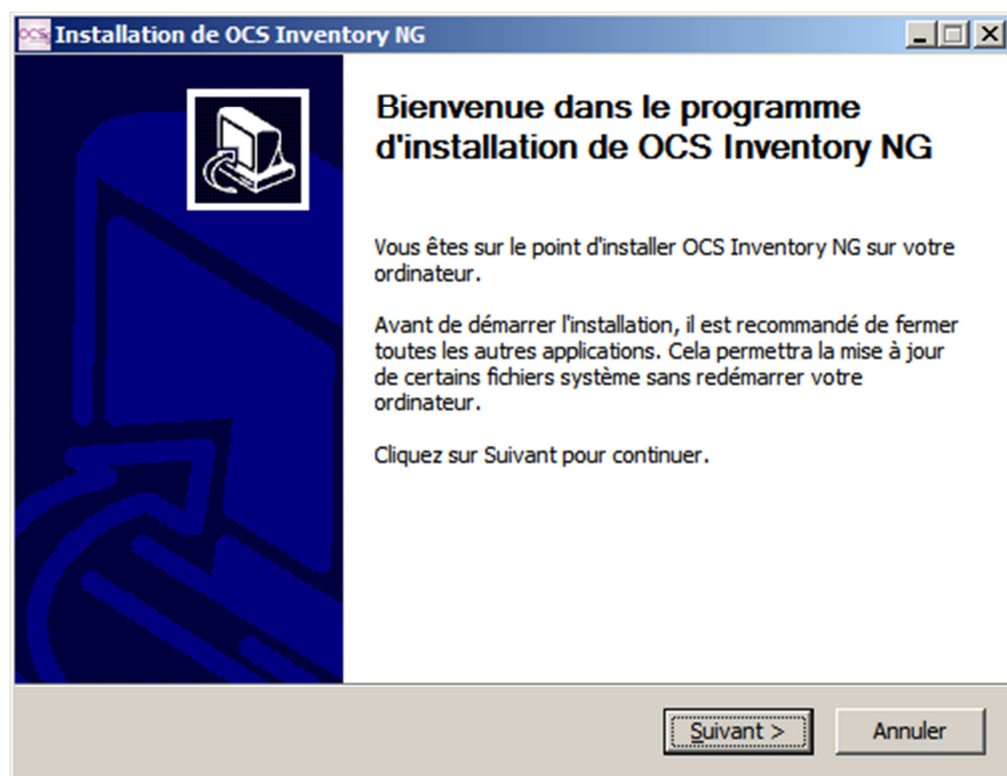 OCS
Installation de OCS Inventory NG
Bienvenue dans le programme
d'installation de OCS Inventory NG
Vous êtes sur le point d'installer OCS Inventory NG sur votre
ordinateur.
Avant de démarrer l'installation, il est recommandé de fermer
toutes les autres applications. Cela permettra la mise à jour
de certains fichiers système sans redémarrer votre
ordinateur.
Cliquez sur Suivant pour continuer.
Suivant >
Annuler